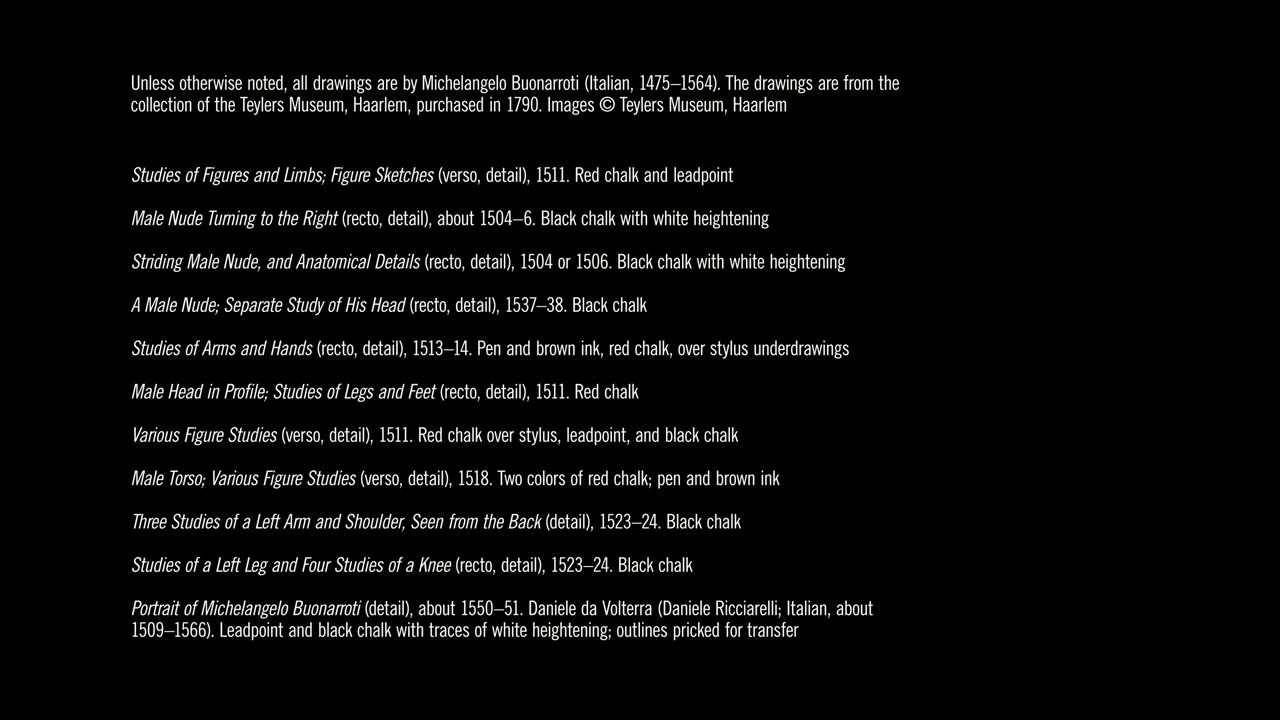 Unless otherwise noted, all drawings are by Michelangelo Buonarroti (Italian, 1475–1564). The drawings are from the
collection of the Teylers Museum, Haarlem, purchased in 1790. Images © Teylers Museum, Haarlem
Studies of Figures and Limbs; Figure Sketches (verso, detail), 1511. Red chalk and leadpoint
Male Nude Turning to the Right (recto, detail), about 1504–6. Black chalk with white heightening
Striding Male Nude, and Anatomical Details (recto, detail), 1504 or 1506. Black chalk with white heightening
A Male Nude; Separate Study of His Head (recto, detail), 1537–38. Black chalk
Studies of Arms and Hands (recto, detail), 1513–14. Pen and brown ink, red chalk, over stylus underdrawings
Male Head in Profile; Studies of Legs and Feet (recto, detail), 1511. Red chalk
Various Figure Studies (verso, detail), 1511. Red chalk over stylus, leadpoint, and black chalk
Male Torso; Various Figure Studies (verso, detail), 1518. Two colors of red chalk; pen and brown ink
Three Studies of a Left Arm and Shoulder, Seen from the Back (detail), 1523–24. Black chalk
Studies of a Left Leg and Four Studies of a Knee (recto, detail), 1523–24. Black chalk
Portrait of Michelangelo Buonarroti (detail), about 1550–51. Daniele da Volterra (Daniele Ricciarelli; Italian, about
1509–1566). Leadpoint and black chalk with traces of white heightening; outlines pricked for transfer